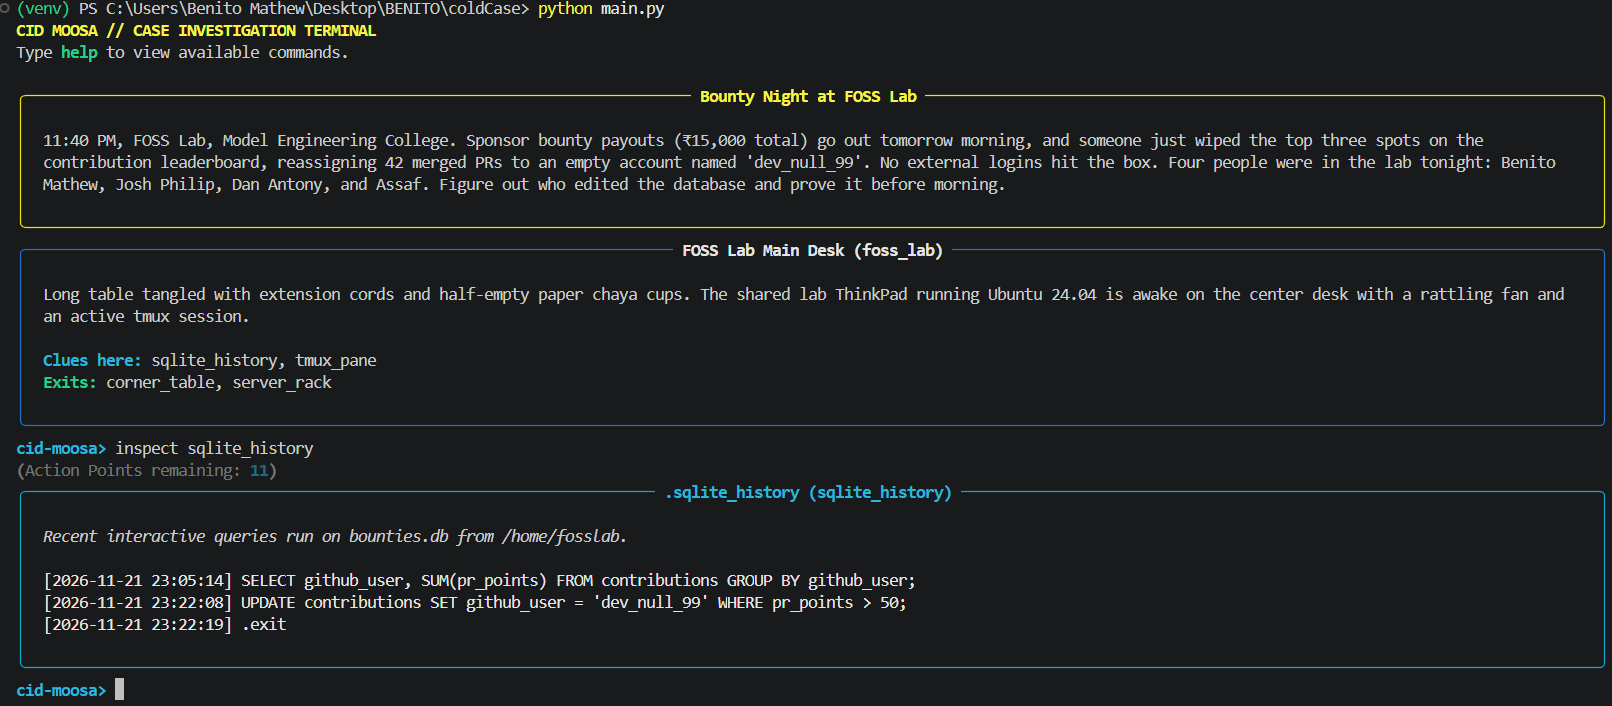 (venv) PS C:\Users\Benito Mathew\Desktop\BENITO\coldCase> python main.py
CID MOOSA // CASE INVESTIGATION TERMINAL
Type help to view available commands.
Bounty Night at FOSS Lab
11:40 PM, FOSS Lab, Model Engineering College. Sponsor bounty payouts (₹15,000 total) go out tomorrow morning, and someone just wiped the top three spots on the
contribution leaderboard, reassigning 42 merged PRs to an empty account named 'dev_null_99'. No external logins hit the box. Four people were in the lab tonight: Benito
Mathew, Josh Philip, Dan Antony, and Assaf. Figure out who edited the database and prove it before morning.
FOSS Lab Main Desk (foss_lab)
Long table tangled with extension cords and half-empty paper chaya cups. The shared lab ThinkPad running Ubuntu 24.04 is awake on the center desk with a rattling fan and
an active tmux session.
Clues here: sqlite_history, tmux_pane
Exits: corner_table, server_rack
cid-moosa> inspect sqlite_history
(Action Points remaining: 11)
.sqlite_history (sqlite_history)
Recent interactive queries run on bounties.db from /home/fosslab.
[2026-11-21 23:05:14] SELECT github_user, SUM(pr_points) FROM contributions GROUP BY github_user;
[2026-11-21 23:22:08] UPDATE contributions SET github_user = 'dev_null_99' WHERE pr_points > 50;
[2026-11-21 23:22:19] .exit
cid-moosa>